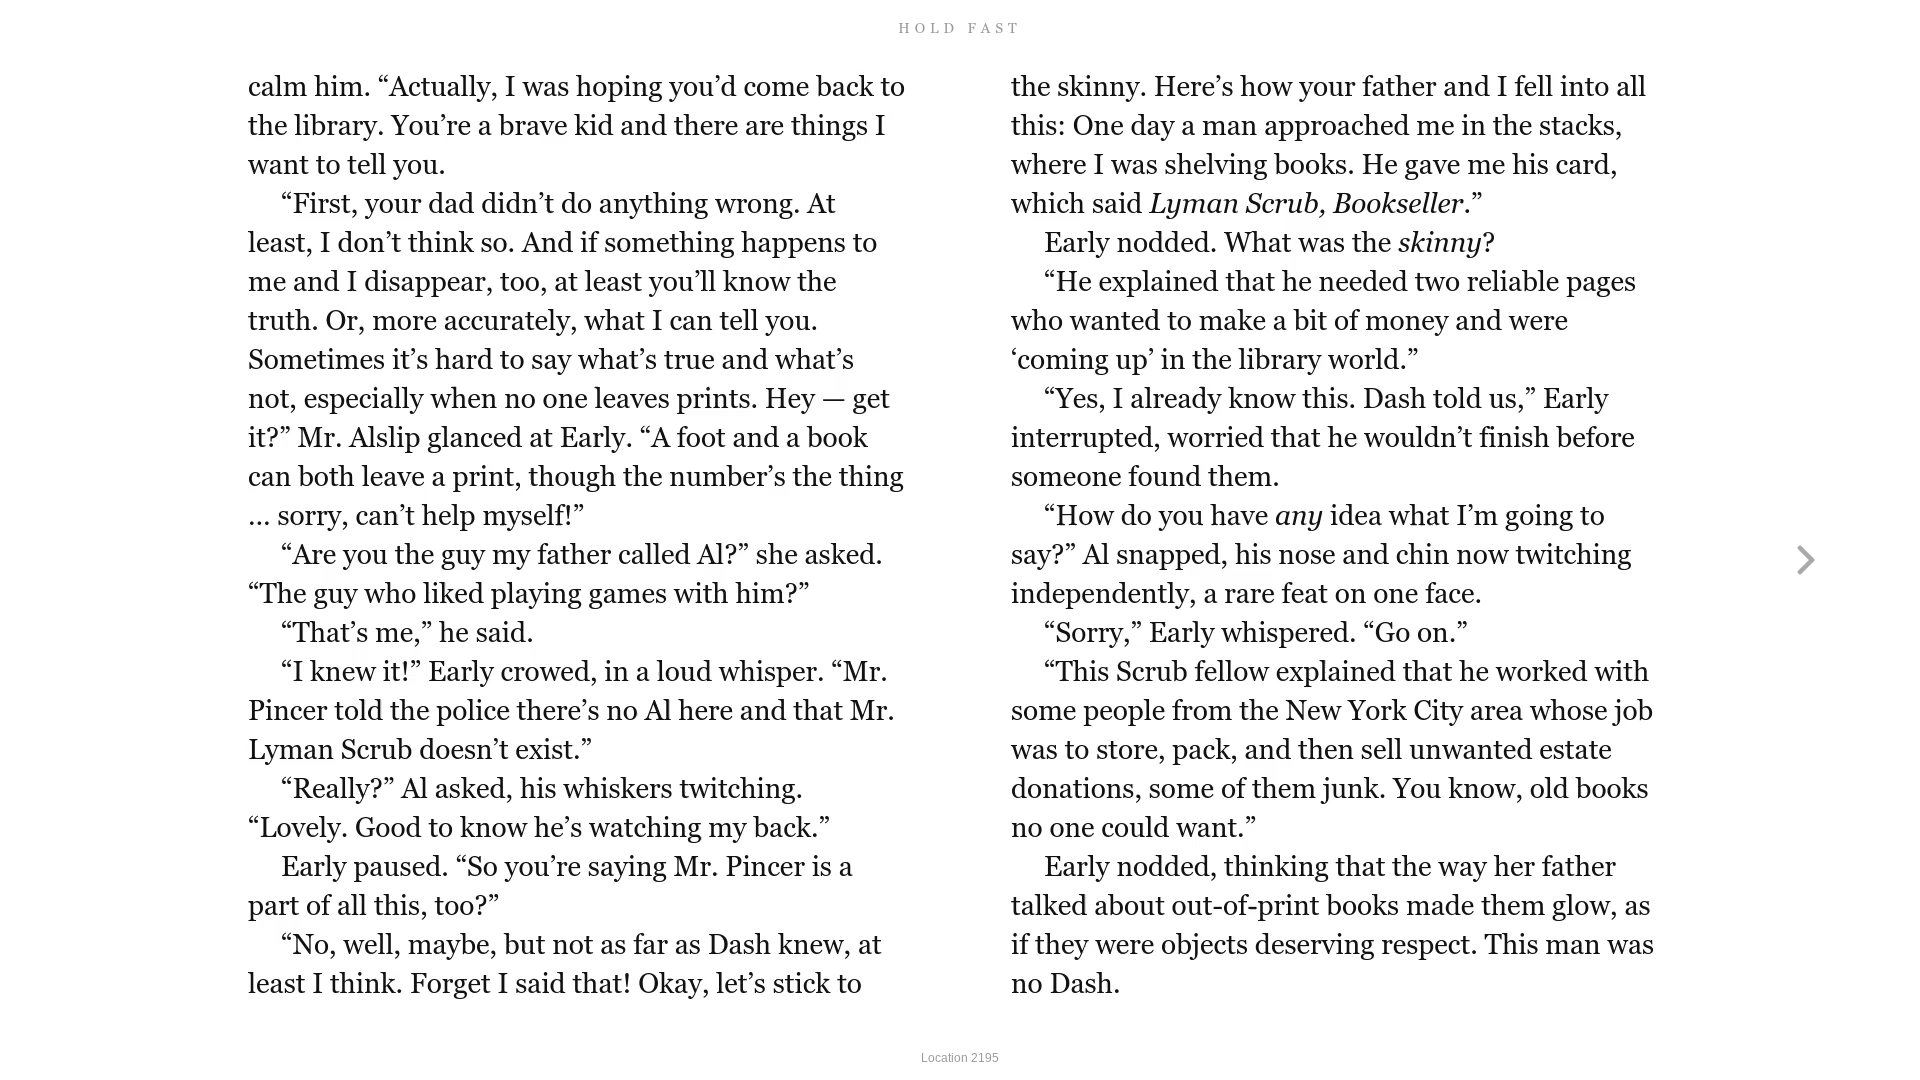 HOLD FAST
calm him. “Actually, I was hoping you’d come back to
the library. You’re a brave kid and there are things I
want to tell you.
“First, your dad didn’t do anything wrong. At
least, I don’t think so. And if something happens to
me and I disappear, too, at least you’ll know the
truth. Or, more accurately, what I can tell you.
Sometimes it’s hard to say what’s true and what’s
not, especially when no one leaves prints. Hey — get
it?” Mr. Alslip glanced at Early. “A foot and a book
can both leave a print, though the number’s the thing
... sorry, can’t help myself!”
“Are you the guy my father called Al?” she asked.
“The guy who liked playing games with him?”
“That’s me,” he said.
“I knew it!” Early crowed, in a loud whisper. “Mr.
Pincer told the police there’s no Al here and that Mr.
Lyman Scrub doesn’t exist.”
“Really?” Al asked, his whiskers twitching.
“Lovely. Good to know he’s watching my back.”
Early paused. “So you’re saying Mr. Pincer is a
part of all this, too?”
“No, well, maybe, but not as far as Dash knew, at
least I think. Forget I said that! Okay, let’s stick to
the skinny. Here’s how your father and I fell into all
this: One day a man approached me in the stacks,
where I was shelving books. He gave me his card,
which said Lyman Scrub, Bookseller.”
Early nodded. What was the skinny?
“He explained that he needed two reliable pages
who wanted to make a bit of money and were
‘coming up’ in the library world.”
“Yes, I already know this. Dash told us,” Early
interrupted, worried that he wouldn’t finish before
someone found them.
“How do you have any idea what I’m going to
say?” Al snapped, his nose and chin now twitching
independently, a rare feat on one face.
“Sorry,” Early whispered. “Go on.”
“This Scrub fellow explained that he worked with
some people from the New York City area whose job
was to store, pack, and then sell unwanted estate
donations, some of them junk. You know, old books
no one could want.”
Early nodded, thinking that the way her father
talked about out-of-print books made them glow, as
if they were objects deserving respect. This man was
no Dash.
Location 2195